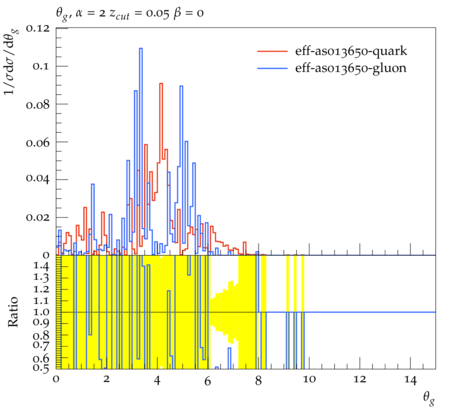 θg, α = 2 zcut = 0.05 β = 0
1/σdσ/dθg
0.12
0.1
0.08
0.06
0.04
0.02
0
eff-as013650-quark
eff-as013650-gluon
Ratio
1.4
1.3
1.2
1.1
1.0
0.9
0.8
0.7
0.6
0.5
0 2 4 6 8 10 12 14
θg